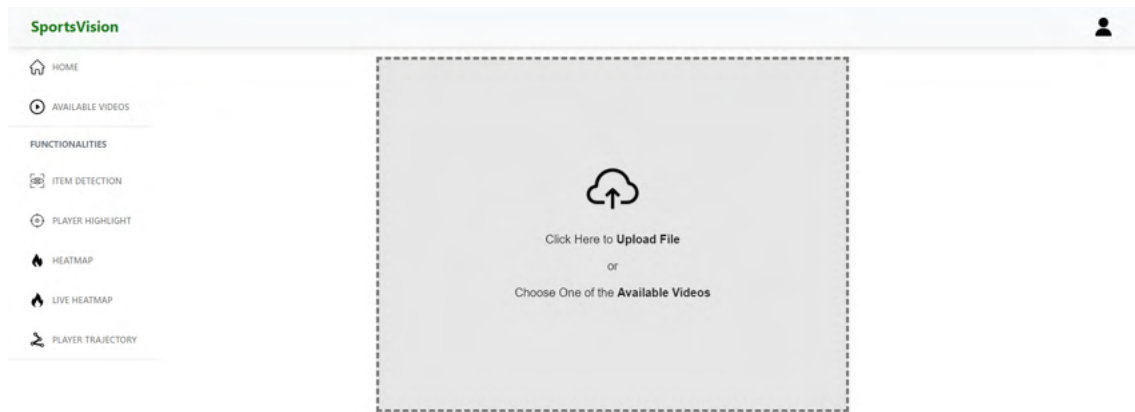 SportsVision
HOME
AVAILABLE VIDEOS
FUNCTIONALITIES
ITEM DETECTION
PLAYER HIGHLIGHT
HEATMAP
LIVE HEATMAP
PLAYER TRAJECTORY
Click Here to Upload File
or
Choose One of the Available Videos